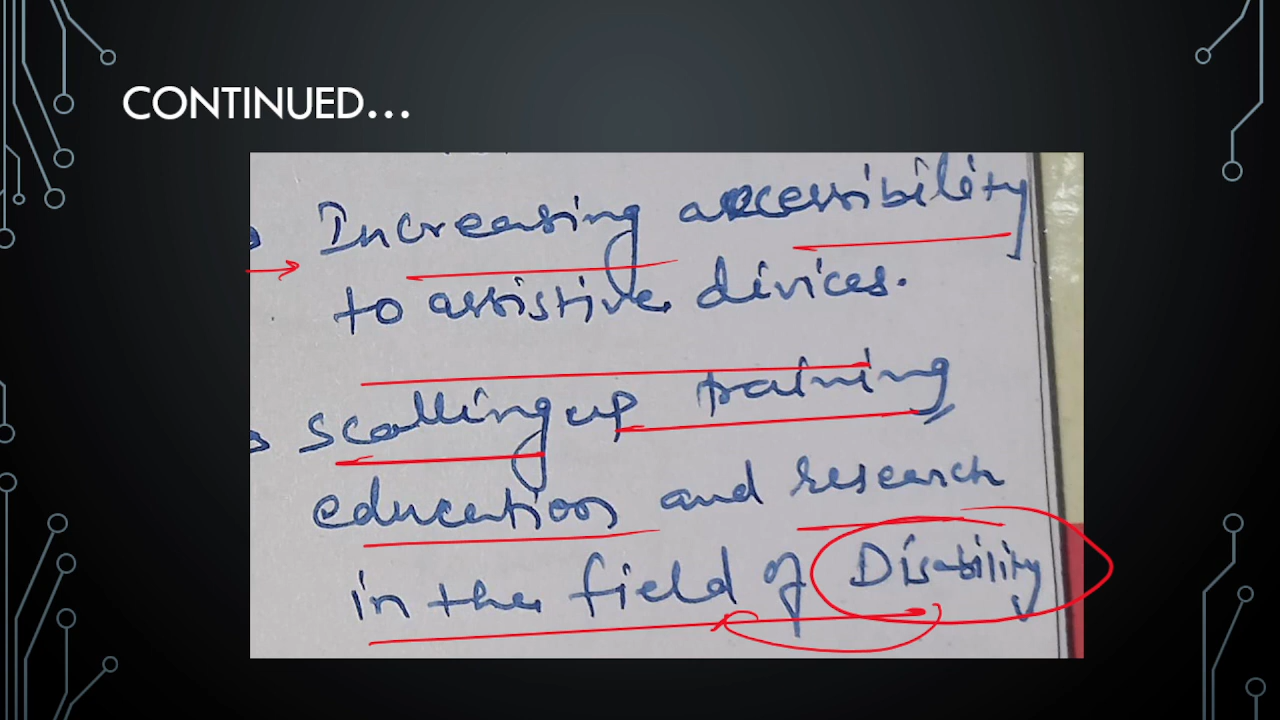 CONTINUED...
Increasing accessibility
to assistive divices.
scalling up training
education and research
in the field of Disability